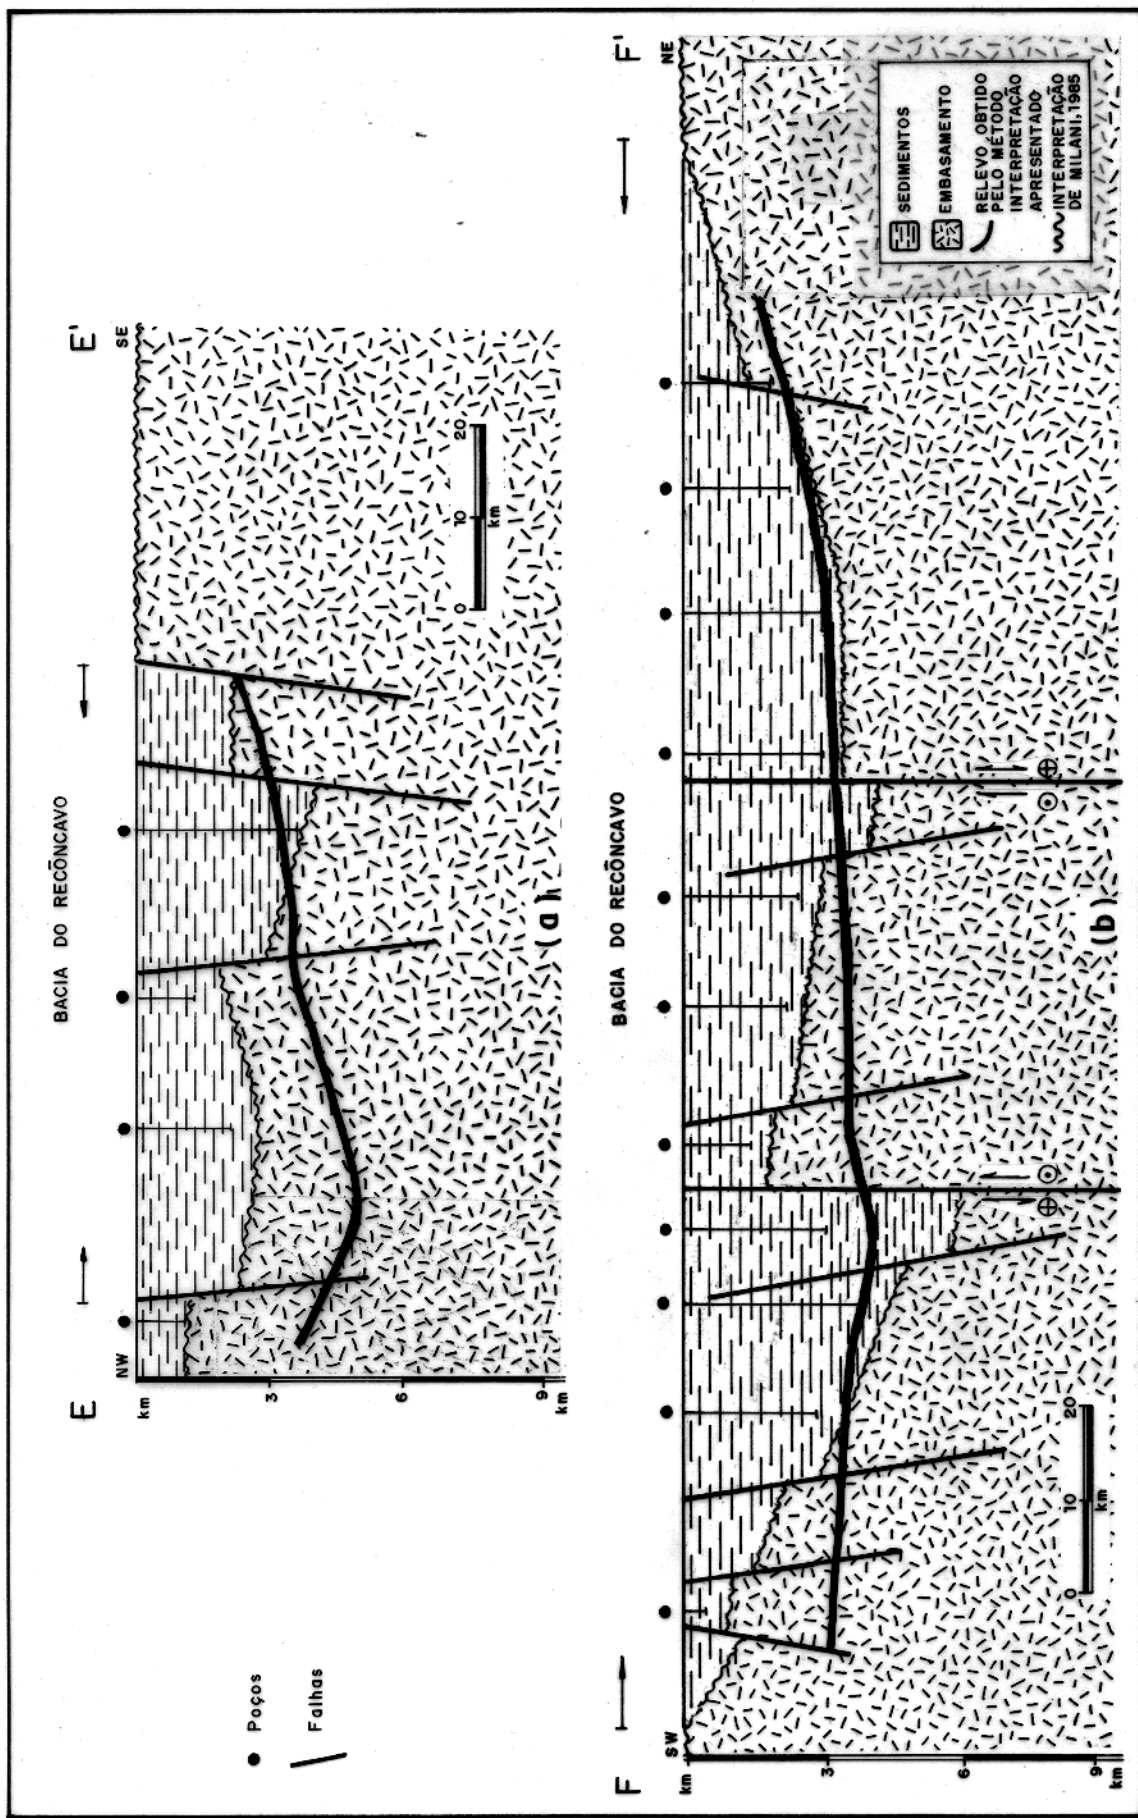 E
E'
BACIA DO RECÔNCAVO
NW
SE
km
3
6
9
km
0 10 20
km
(a)
Poços
Falhas
F
F'
BACIA DO RECÔNCAVO
SW
NE
km
3
6
9
km
0 10 20
km
(b)
SEDIMENTOS
EMBASAMENTO
RELEVO OBTIDO
PELO MÉTODO
INTERPRETAÇÃO
APRESENTADO
INTERPRETAÇÃO
DE MILANI, 1985